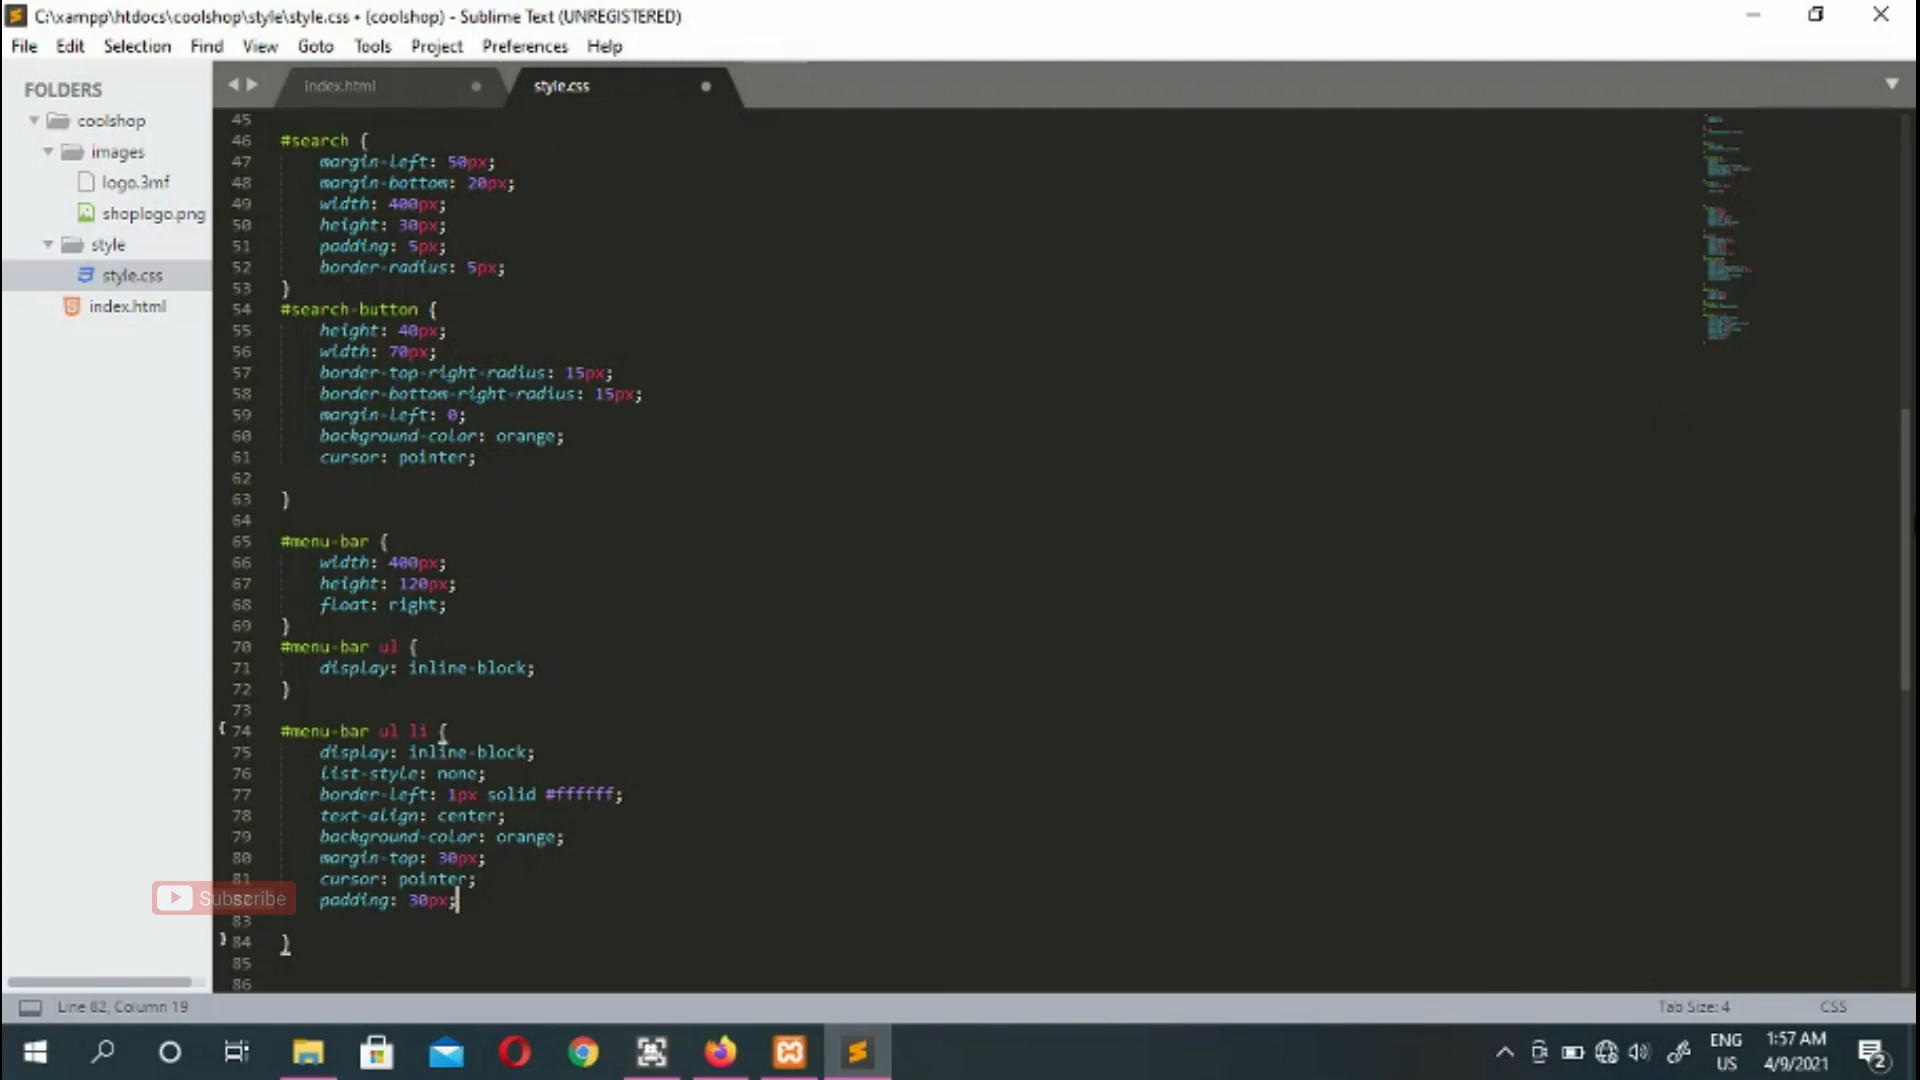 C:\xampp\htdocs\coolshop\style\style.css • (coolshop) - Sublime Text (UNREGISTERED)
File Edit Selection Find View Goto Tools Project Preferences Help
FOLDERS
coolshop
images
logo.3mf
shoplogo.png
style
style.css
index.html
index.html
style.css
45
46 #search {
47 margin-left: 50px;
48 margin-bottom: 20px;
49 width: 400px;
50 height: 30px;
51 padding: 5px;
52 border-radius: 5px;
53 }
54 #search-button {
55 height: 40px;
56 width: 70px;
57 border-top-right-radius: 15px;
58 border-bottom-right-radius: 15px;
59 margin-left: 0;
60 background-color: orange;
61 cursor: pointer;
62
63 }
64
65 #menu-bar {
66 width: 400px;
67 height: 120px;
68 float: right;
69 }
70 #menu-bar ul {
71 display: inline-block;
72 }
73
74 #menu-bar ul li {
75 display: inline-block;
76 list-style: none;
77 border-left: 1px solid #ffffff;
78 text-align: center;
79 background-color: orange;
80 margin-top: 30px;
81 cursor: pointer;
padding: 30px;
83
84 }
85
86
Subscribe
Line 82, Column 19
Tab Size: 4
CSS
ENG
US
1:57 AM
4/9/2021
2